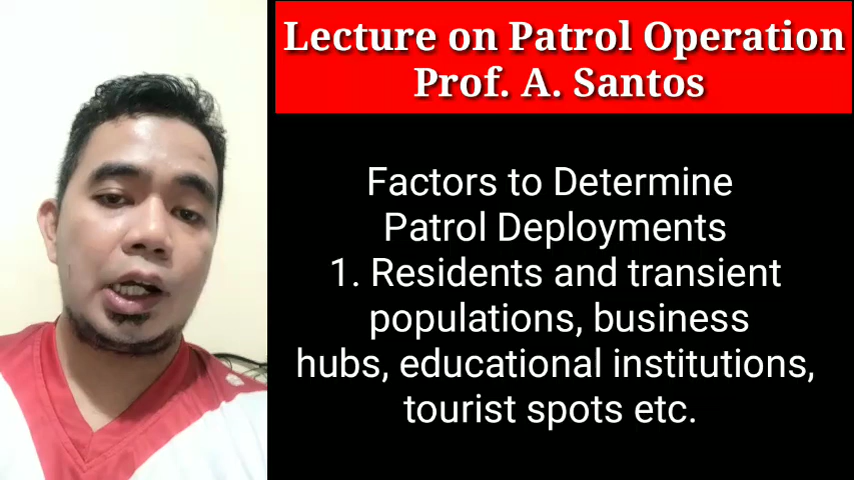 Lecture on Patrol Operation
Prof. A. Santos
Factors to Determine
Patrol Deployments
1. Residents and transient
populations, business
hubs, educational institutions,
tourist spots etc.